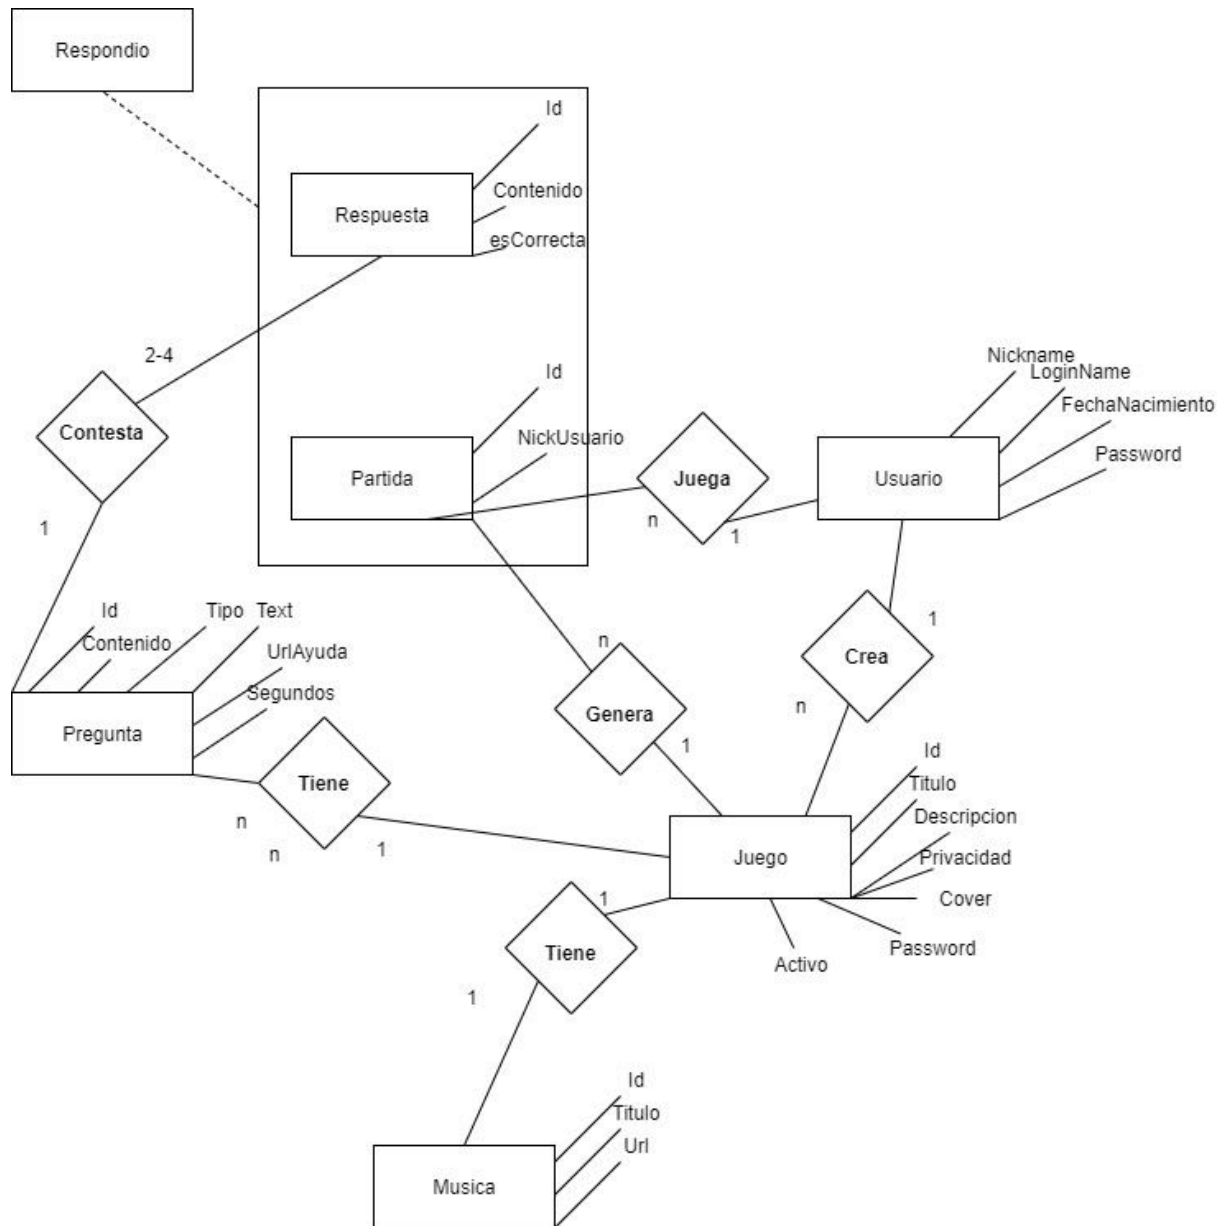 Respondio
Id
Respuesta
Contenido
esCorrecta
2-4
Contesta
1
Id
NickUsuario
Partida
Juega
n
1
Nickname
LoginName
FechaNacimiento
Password
Usuario
Id
Tipo
Text
Contenido
UrlAyuda
Segundos
Pregunta
n
Genera
1
1
Crea
n
Tiene
n
n
1
Id
Titulo
Descripcion
Privacidad
Cover
Password
Activo
Juego
1
Tiene
1
Id
Titulo
Url
Musica